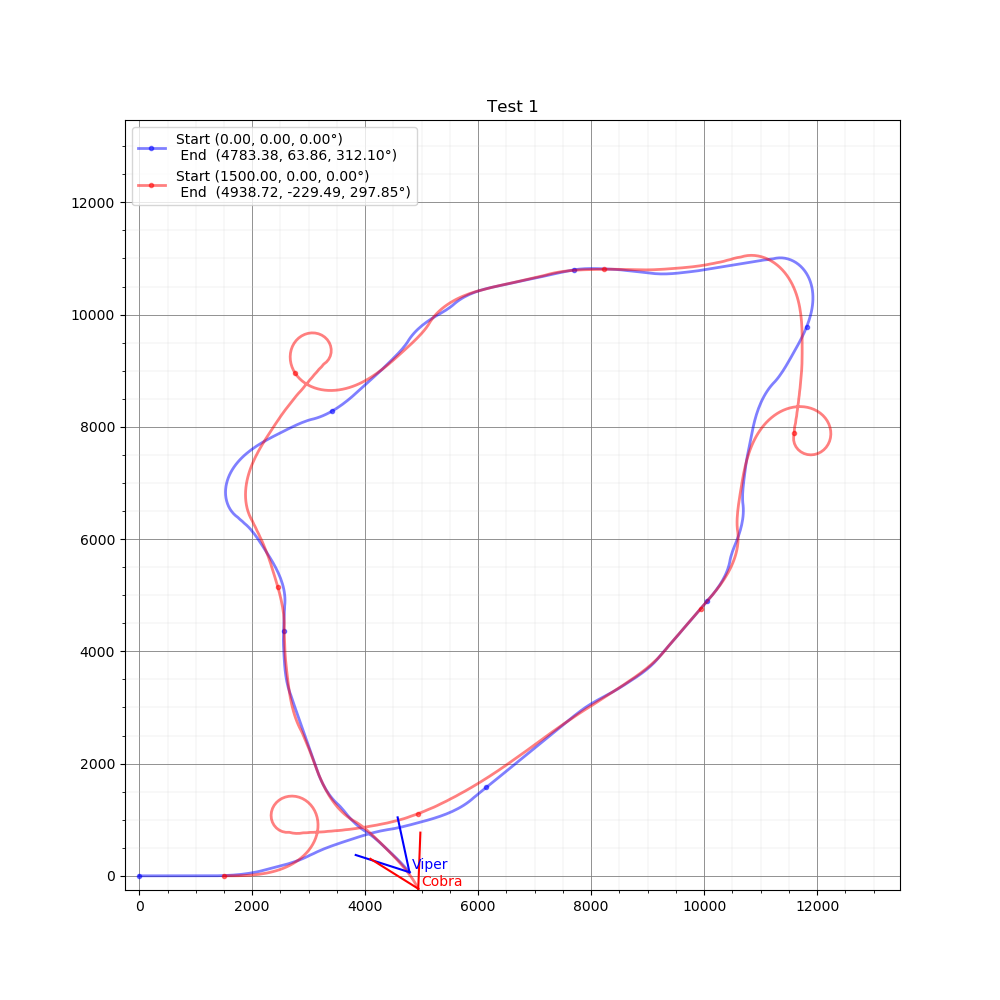 Test 1
Start (0.00, 0.00, 0.00°)
End (4783.38, 63.86, 312.10°)
Start (1500.00, 0.00, 0.00°)
End (4938.72, -229.49, 297.85°)
12000
10000
8000
6000
4000
2000
0
Viper
Cobra
0 2000 4000 6000 8000 10000 12000